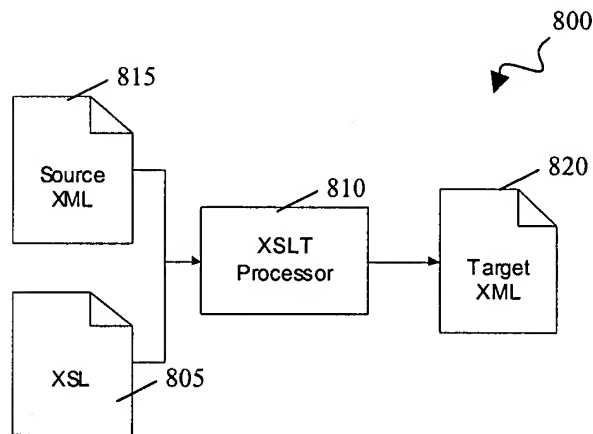 800
815
Source
XML
810
XSLT
Processor
820
Target
XML
XSL
805